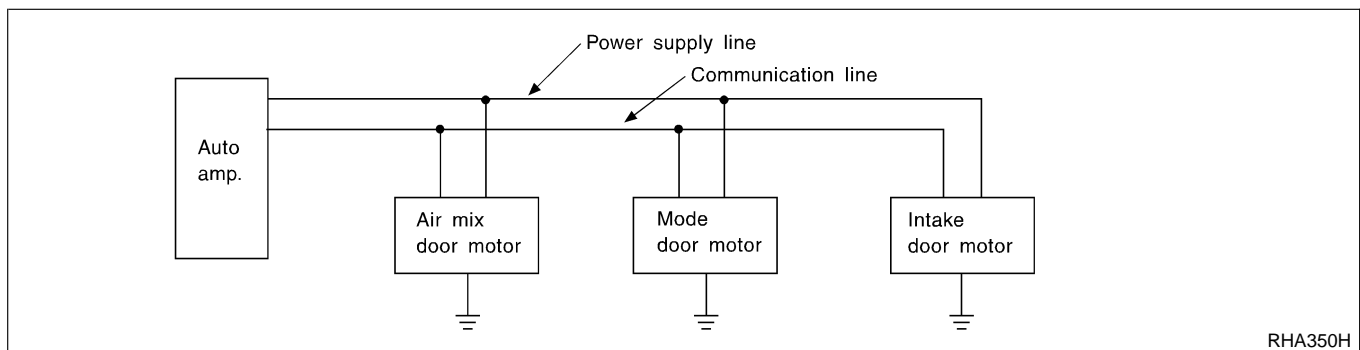 Power supply line
Communication line
Auto
amp.
Air mix
door motor
Mode
door motor
Intake
door motor
RHA350H